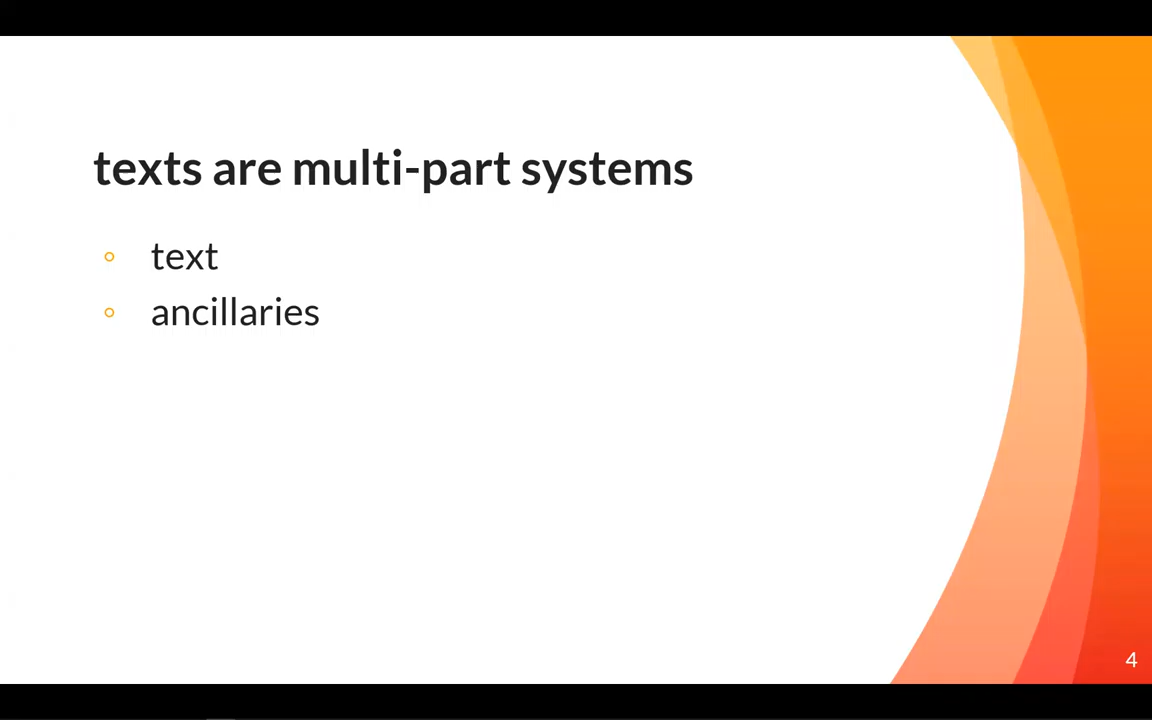 texts are multi-part systems
◦ text
◦ ancillaries
4